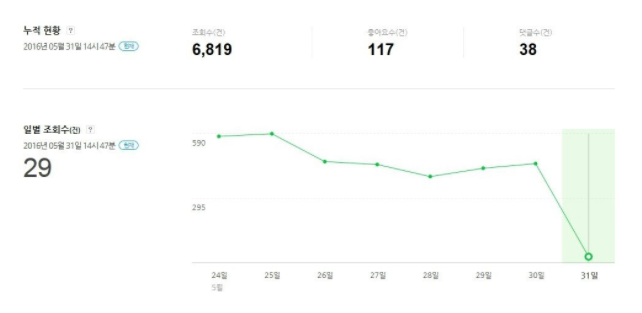 누적 현황 ?
2016년 05월 31일 14시 47분 현재
조회수(건)
6,819
좋아요수(건)
117
댓글수(건)
38
일별 조회수(건) ?
2016년 05월 31일 14시 47분 현재
29
590
295
24일 25일 26일 27일 28일 29일 30일 31일
5월